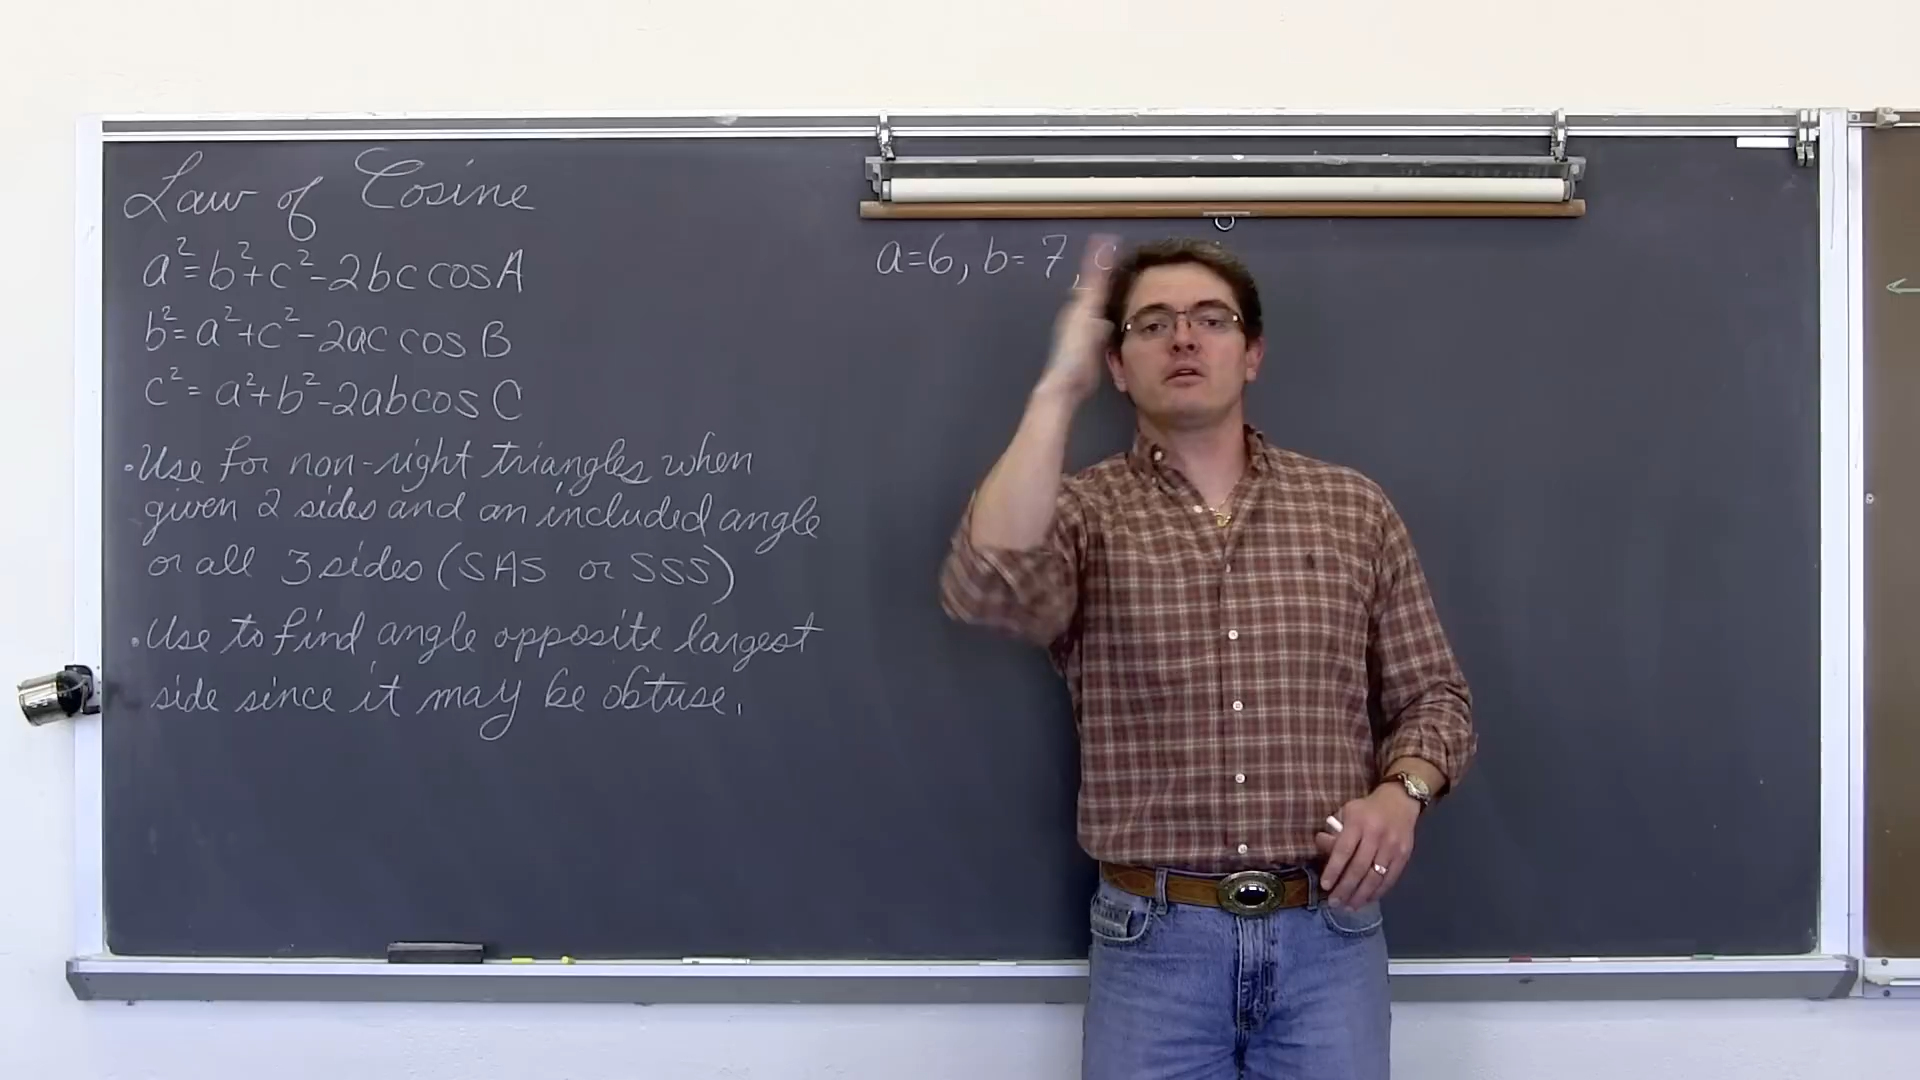 Law of Cosine
a²=b²+c²-2bc cos A
b²=a²+c²-2ac cos B
c²=a²+b²-2ab cos C
•Use for non-right triangles when
given 2 sides and an included angle
or all 3 sides (SAS or SSS)
•Use to find angle opposite largest
side since it may be obtuse.
a=6, b=7, c